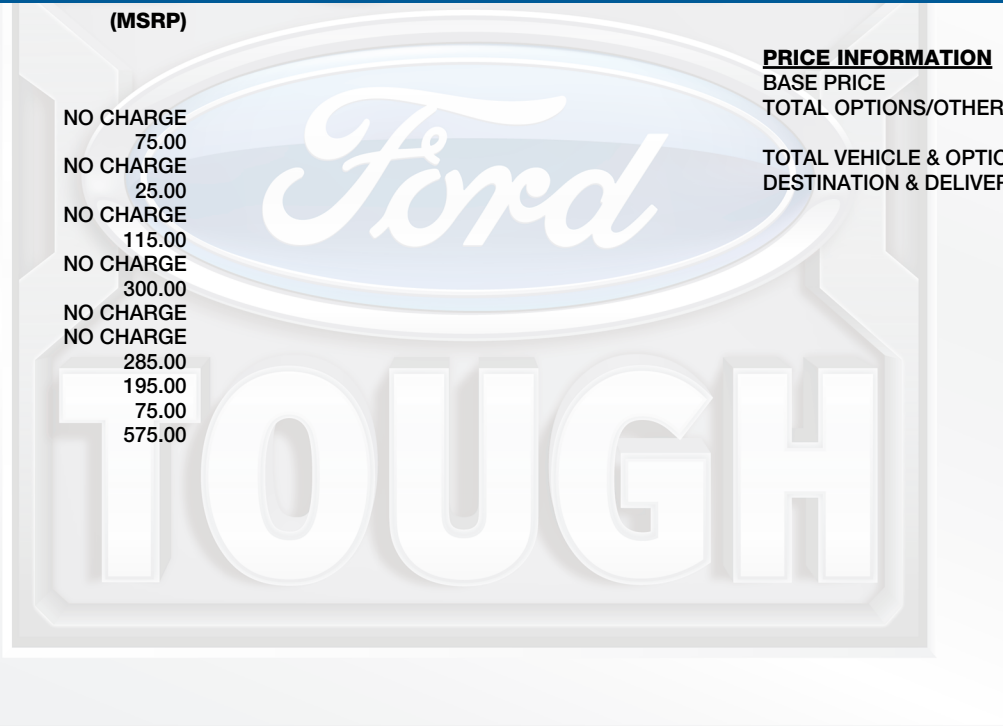 (MSRP)
NO CHARGE
75.00
NO CHARGE
25.00
NO CHARGE
115.00
NO CHARGE
300.00
NO CHARGE
NO CHARGE
285.00
195.00
75.00
575.00
PRICE INFORMATION
BASE PRICE
TOTAL OPTIONS/OTHER
TOTAL VEHICLE & OPTIO
DESTINATION & DELIVER
Ford
TOUGH